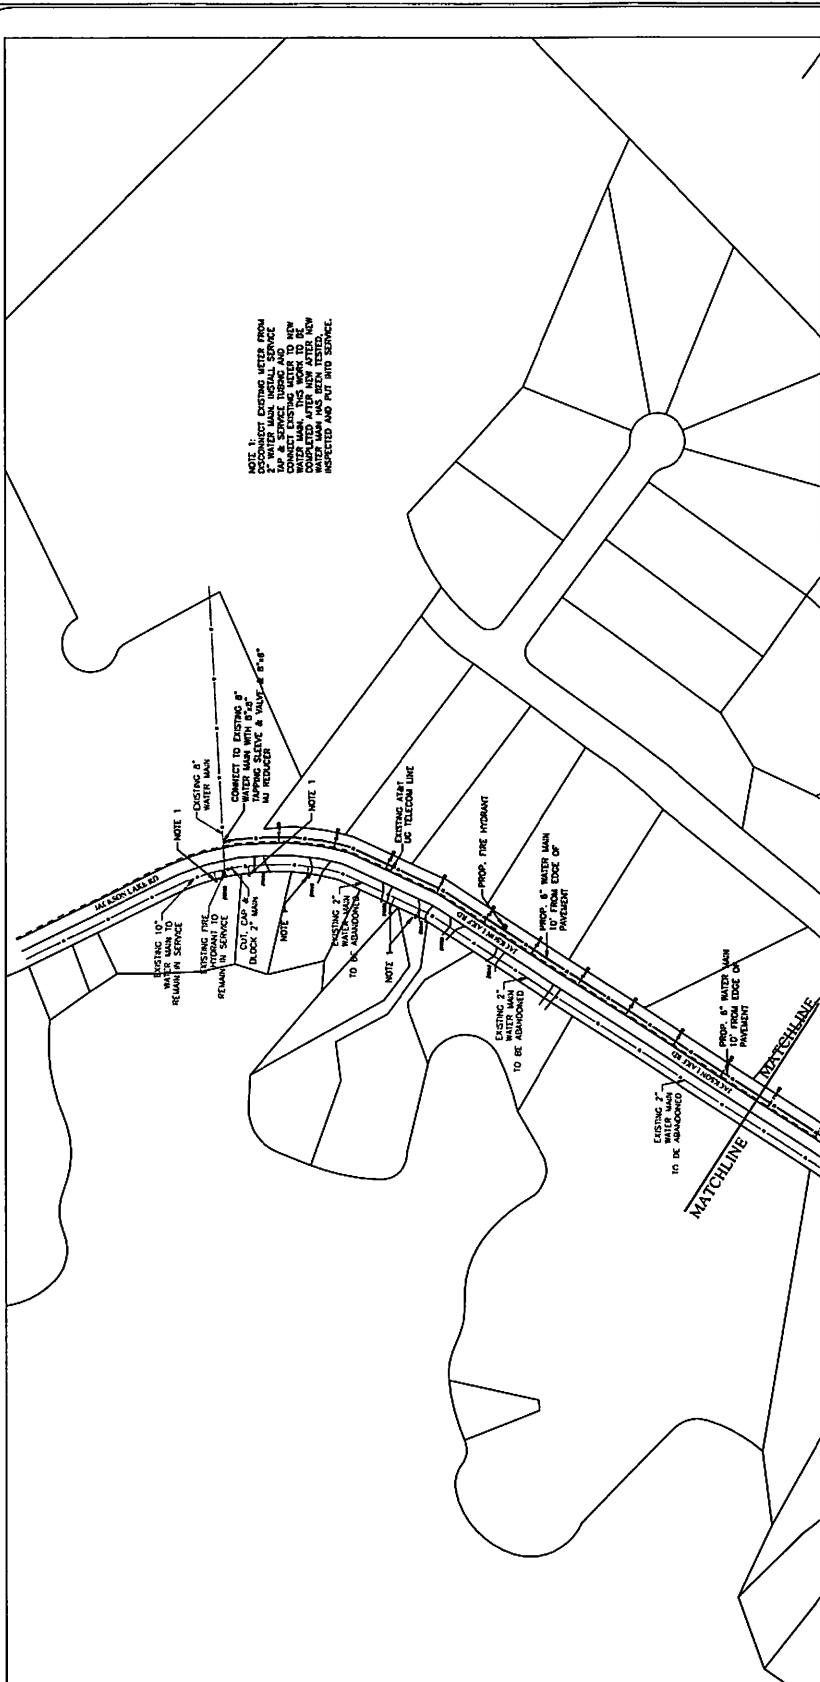 NOTE 1:
DISCONNECT EXISTING METER FROM
2" WATER MAIN. INSTALL SERVICE
TAP & SERVICE TUBING AND
CONNECT EXISTING METER TO NEW
WATER MAIN. THIS WORK TO BE
COMPLETED AFTER NEW AFTER NEW
WATER MAIN HAS BEEN TESTED,
INSPECTED AND PUT INTO SERVICE.
NOTE 1
EXISTING 8"
WATER MAIN
CONNECT TO EXISTING 8"
WATER MAIN WITH 8"x8"
TAPPING SLEEVE & VALVE & 8"x6"
MJ REDUCER
NOTE 1
JACKSON LAKE RD
EXISTING 10"
WATER MAIN TO
REMAIN IN SERVICE
EXISTING FIRE
HYDRANT TO
REMAIN IN SERVICE
CUT, CAP &
BLOCK 2" MAIN
NOTE 1
EXISTING 2"
WATER MAIN
TO BE ABANDONED
NOTE 1
EXISTING AT&T
UG TELECOM LINE
PROP. FIRE HYDRANT
JACKSON LAKE RD
PROP. 6" WATER MAIN
10' FROM EDGE OF
PAVEMENT
EXISTING 2"
WATER MAIN
TO BE ABANDONED
PROP. 6" WATER MAIN
10' FROM EDGE OF
PAVEMENT
JACKSON LAKE RD
EXISTING 2"
WATER MAIN
TO BE ABANDONED
MATCHLINE
MATCHLINE